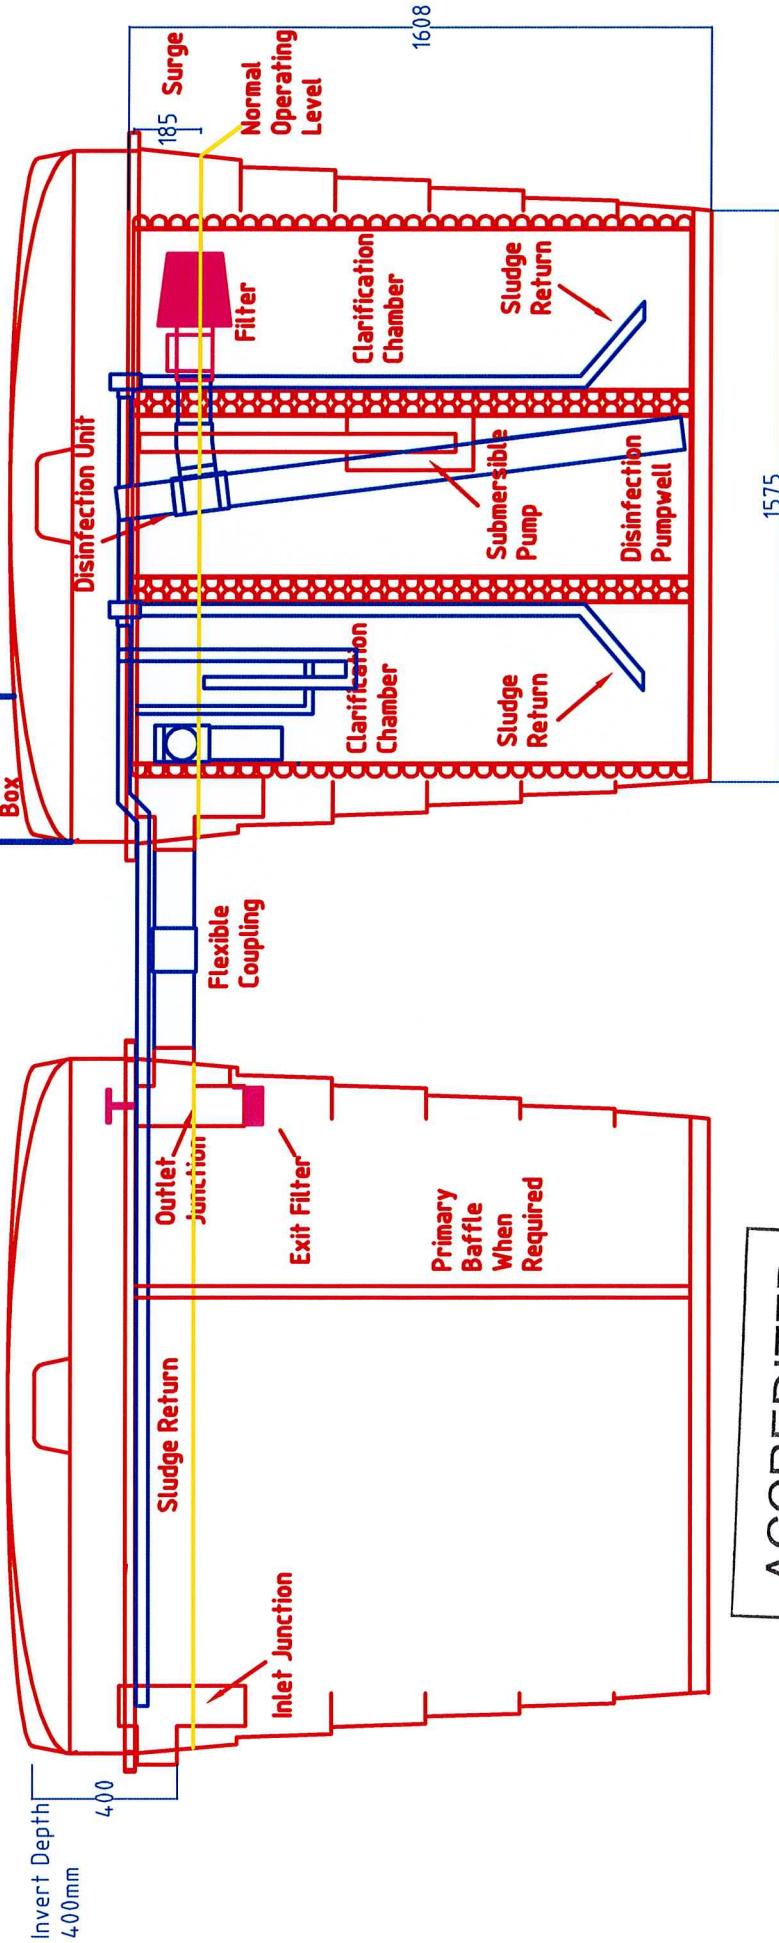 Invert Depth
400mm
400
Inlet Junction
Sludge Return
Outlet
Junction
Exit Filter
Primary
Baffle
When
Required
Flexible
Coupling
Box
Disinfection Unit
Clarification
Chamber
Sludge
Return
Submersible
Pump
Disinfection
Pumpwell
Filter
Clarification
Chamber
Sludge
Return
185
Surge
Normal
Operating
Level
1608
1575